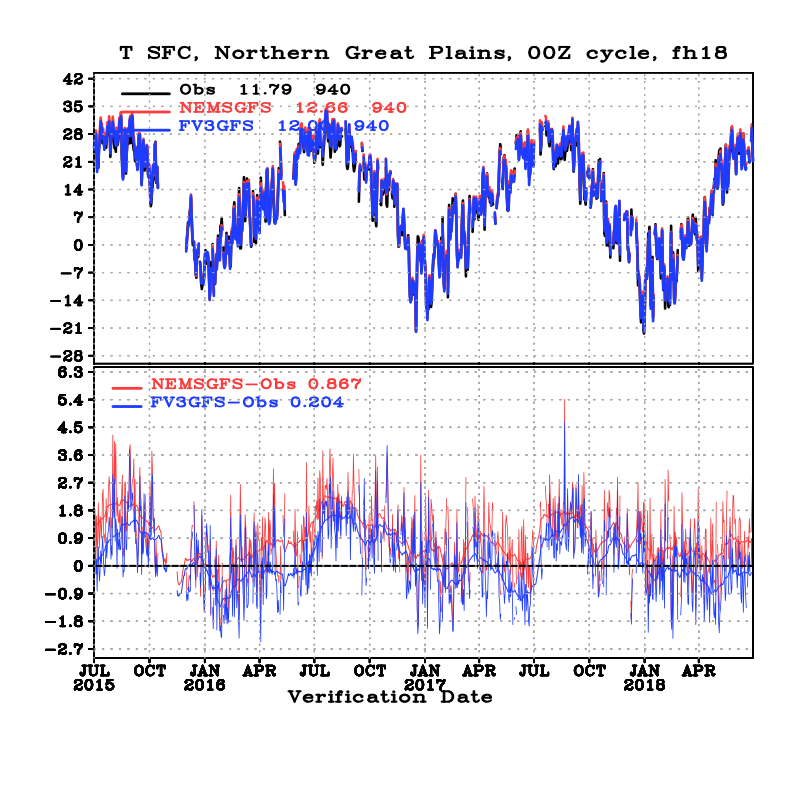 T SFC, Northern Great Plains, 00Z cycle, fh18
42
35
28
21
14
7
0
−7
−14
−21
−28
Obs 11.79 940
NEMSGFS 12.66 940
FV3GFS 940
6.3
5.4
4.5
3.6
2.7
1.8
0.9
0
−0.9
−1.8
−2.7
NEMSGFS−Obs 0.867
FV3GFS−Obs 0.204
JUL OCT JAN APR JUL OCT JAN APR JUL OCT JAN APR
2015 2016 2017 2018
Verification Date